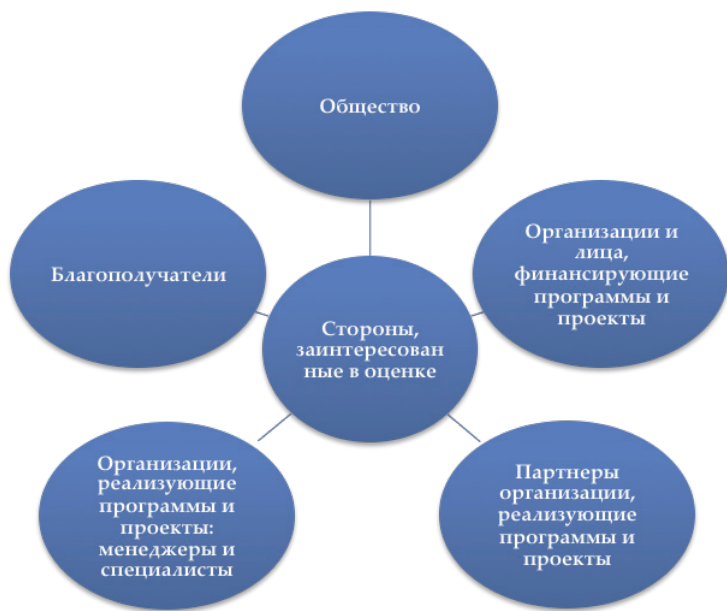 Общество
Благополучатели
Организации и
лица,
финансирующие
программы и
проекты
Стороны,
заинтересован
ные в оценке
Организации,
реализующие
программы и
проекты:
менеджеры и
специалисты
Партнеры
организации,
реализующие
программы и
проекты